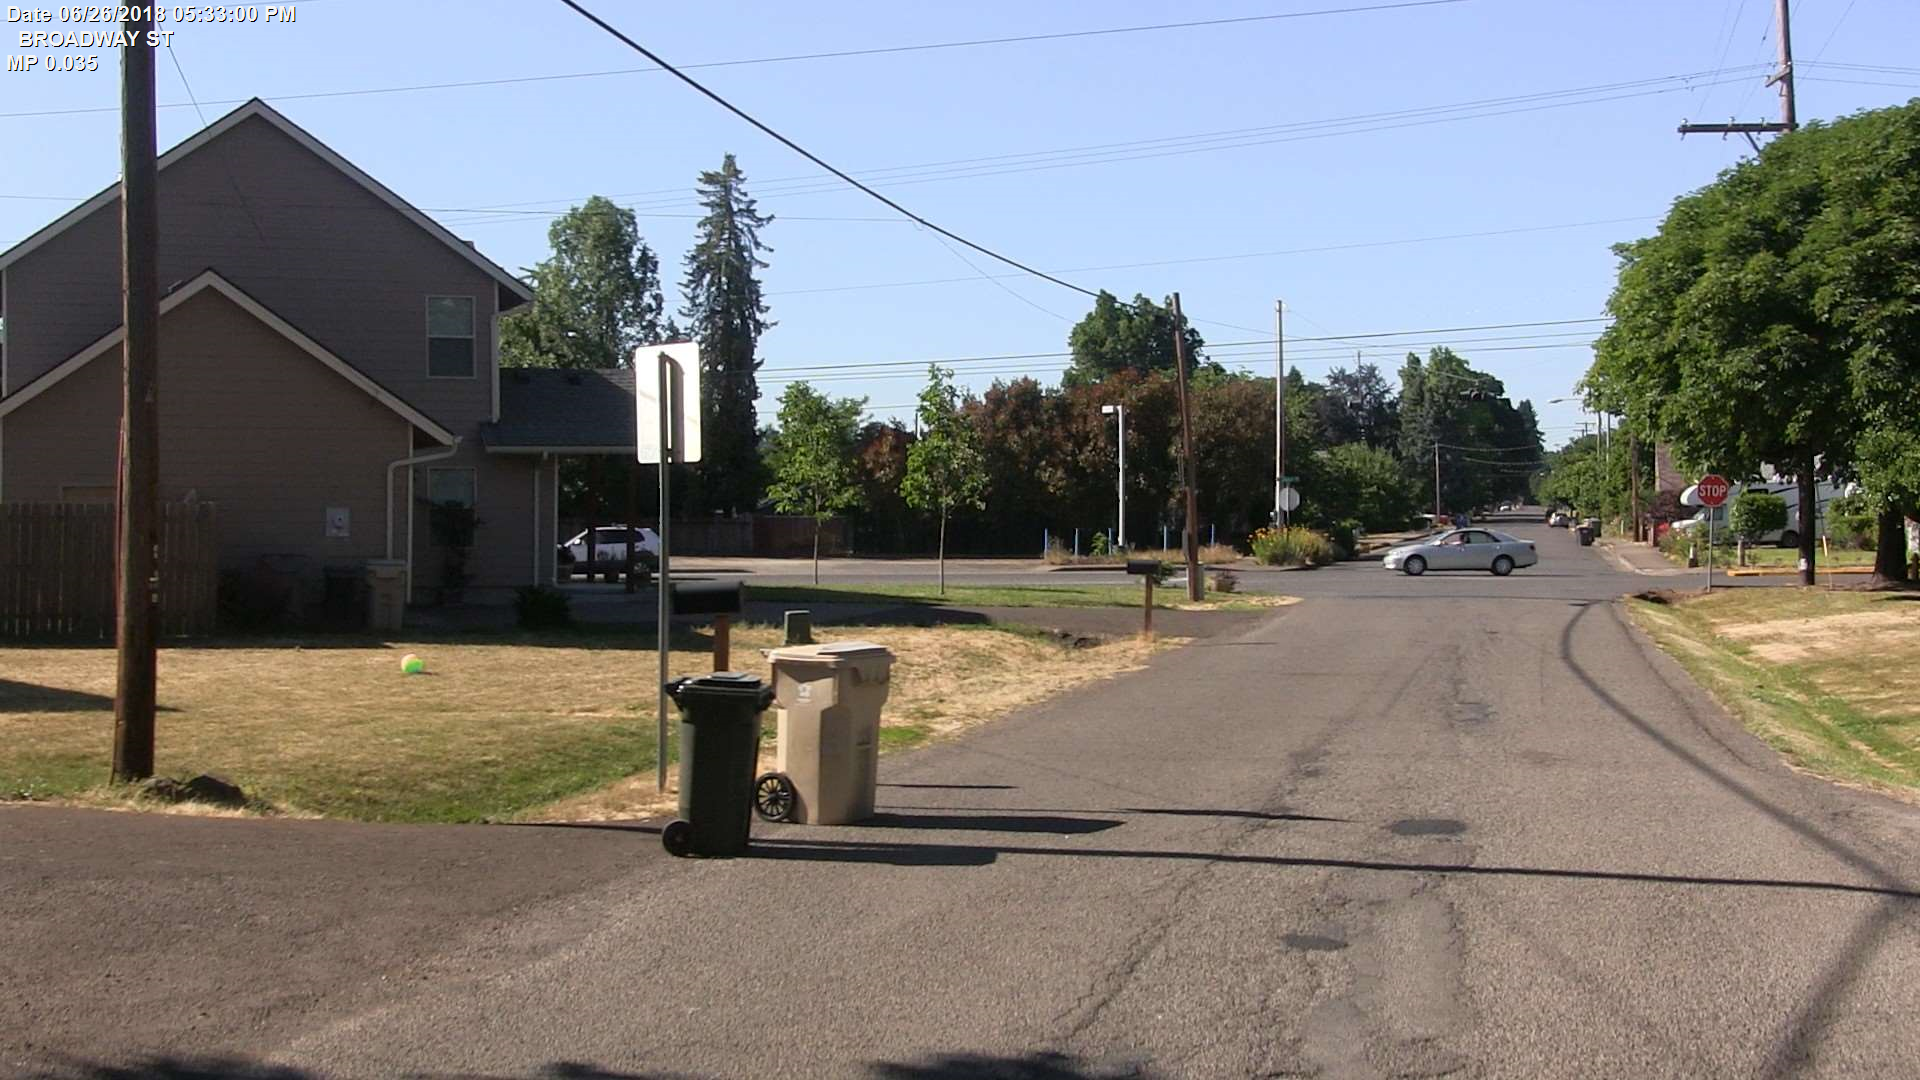 Date 06/26/2018 05:33:00 PM
BROADWAY ST
MP 0.035
STOP